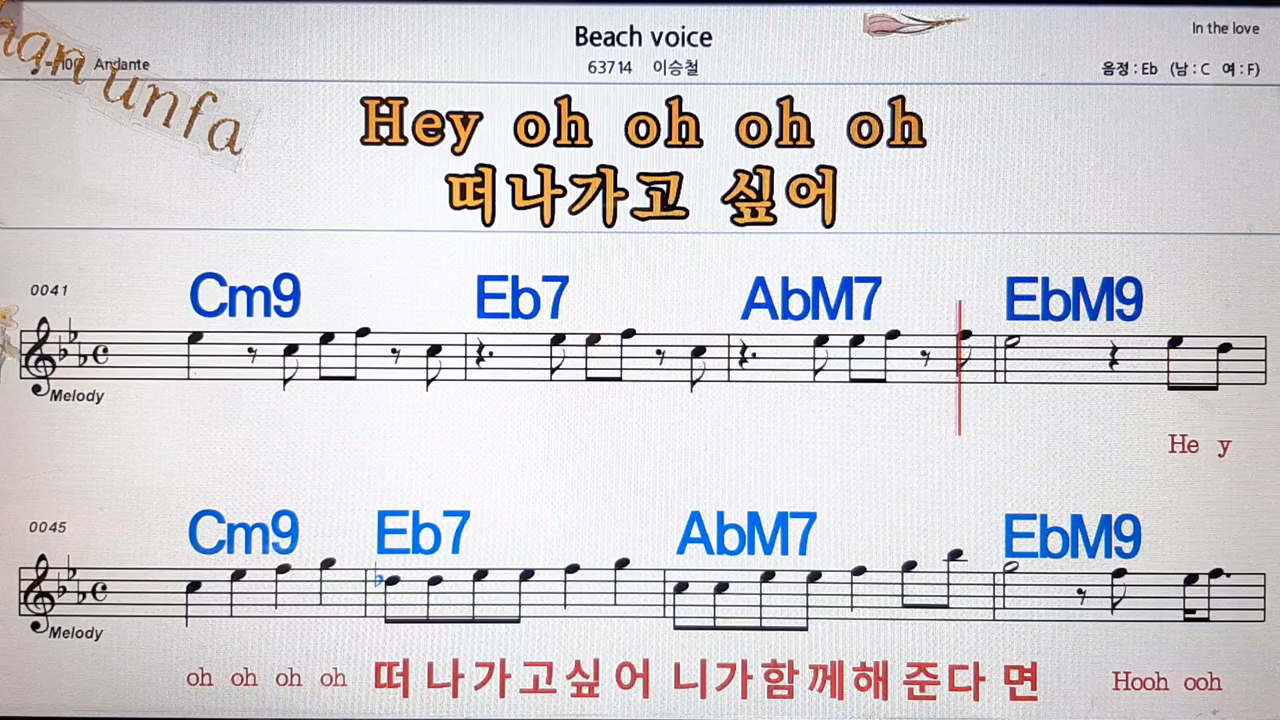 Beach voice
In the love
Andante
63714 이승철
음정 : Eb (남 : C 여 : F)
unfa
Hey oh oh oh oh
떠나가고 싶어
0041
Cm9 Eb7 AbM7 EbM9
Melody
He y
0045
Cm9 Eb7 AbM7 EbM9
Melody
oh oh oh oh 떠 나가고싶 어 니가함께해 준다 면 Hooh ooh